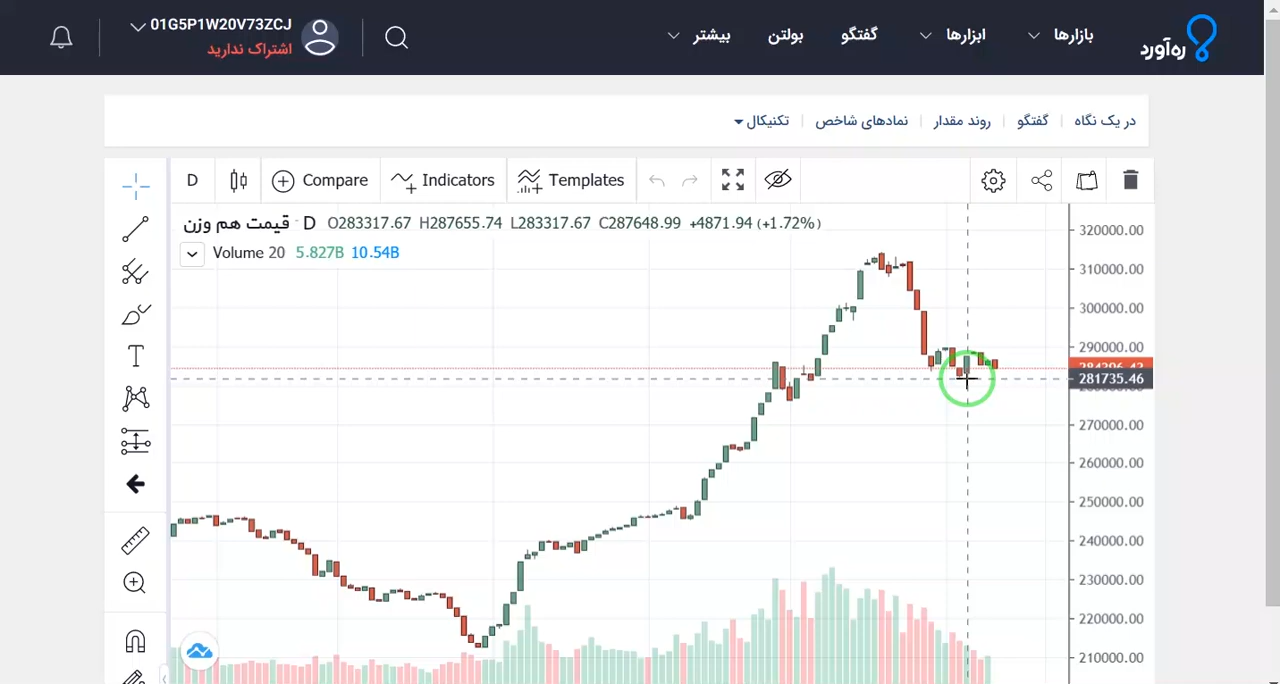 01G5P1W20V73ZCJ
اشتراک ندارید
ره‌آورد
بازارها ابزارها گفتگو بولتن بیشتر
در یک نگاه | گفتگو | روند مقدار | نمادهای شاخص | تکنیکال
D Compare Indicators Templates
قیمت هم وزن - D O283317.67 H287655.74 L283317.67 C287648.99 +4871.94 (+1.72%)
Volume 20 5.827B 10.54B
320000.00
310000.00
300000.00
290000.00
281735.46
270000.00
260000.00
250000.00
240000.00
230000.00
220000.00
210000.00
T